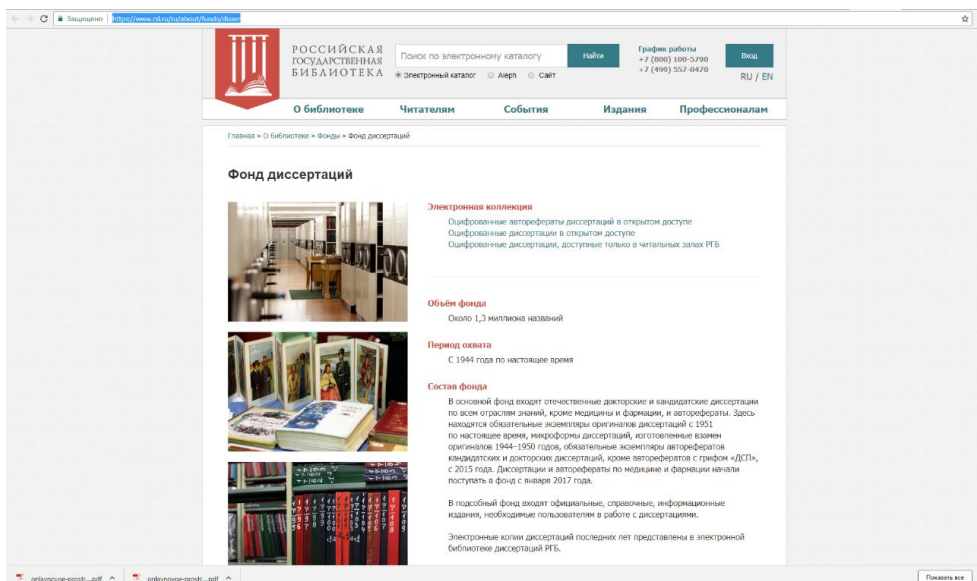 Защищено | https://www.rsl.ru/ru/about/funds/disser
РОССИЙСКАЯ
ГОСУДАРСТВЕННАЯ
БИБЛИОТЕКА
Поиск по электронному каталогу
Найти
Электронный каталог Aleph Сайт
График работы
+7 (800) 100-5790
+7 (499) 557-0470
Вход
RU / EN
О библиотеке Читателям События Издания Профессионалам
Главная » О библиотеке » Фонды » Фонд диссертаций
Фонд диссертаций
Электронная коллекция
Оцифрованные авторефераты диссертаций в открытом доступе
Оцифрованные диссертации в открытом доступе
Оцифрованные диссертации, доступные только в читальных залах РГБ
Объём фонда
Около 1,3 миллиона названий
Период охвата
С 1944 года по настоящее время
Состав фонда
В основной фонд входят отечественные докторские и кандидатские диссертации
по всем отраслям знаний, кроме медицины и фармации, и авторефераты. Здесь
находятся обязательные экземпляры оригиналов диссертаций с 1951
по настоящее время, микроформы диссертаций, изготовленные взамен
оригиналов 1944–1950 годов, обязательные экземпляры авторефератов
кандидатских и докторских диссертаций, кроме авторефератов с грифом «ДСП»,
с 2015 года. Диссертации и авторефераты по медицине и фармации начали
поступать в фонд с января 2017 года.
В подсобный фонд входят официальные, справочные, информационные
издания, необходимые пользователям в работе с диссертациями.
Электронные копии диссертаций последних лет представлены в электронной
библиотеке диссертаций РГБ.
Показать все